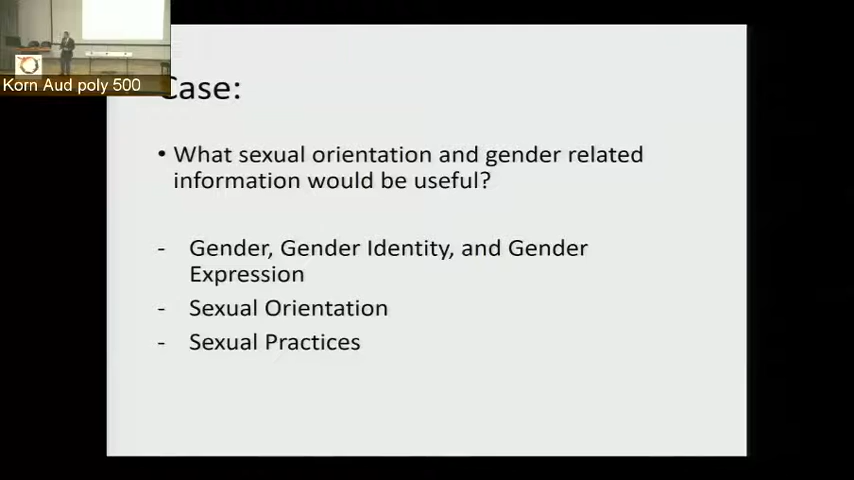 Korn Aud poly 500
Case:
• What sexual orientation and gender related
information would be useful?
- Gender, Gender Identity, and Gender
Expression
- Sexual Orientation
- Sexual Practices